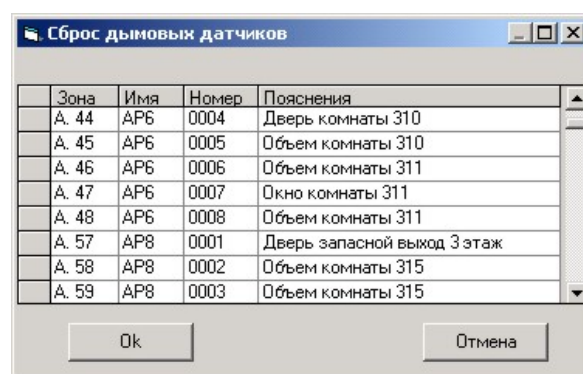 Сброс дымовых датчиков
Зона Имя Номер Пояснения
А. 44 АР6 0004 Дверь комнаты 310
А. 45 АР6 0005 Объем комнаты 310
А. 46 АР6 0006 Объем комнаты 311
А. 47 АР6 0007 Окно комнаты 311
А. 48 АР6 0008 Объем комнаты 311
А. 57 АР8 0001 Дверь запасной выход 3 этаж
А. 58 АР8 0002 Объем комнаты 315
А. 59 АР8 0003 Объем комнаты 315
Ok Отмена